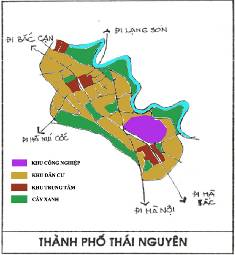 ĐI LẠNG SƠN
ĐI BẮC CẠN
ĐI HỒ NÚI CỐC
KHU CÔNG NGHIỆP
KHU DÂN CƯ
KHU TRUNG TÂM
CÂY XANH
ĐI HÀ NỘI
ĐI HÀ
BẮC
THÀNH PHỐ THÁI NGUYÊN